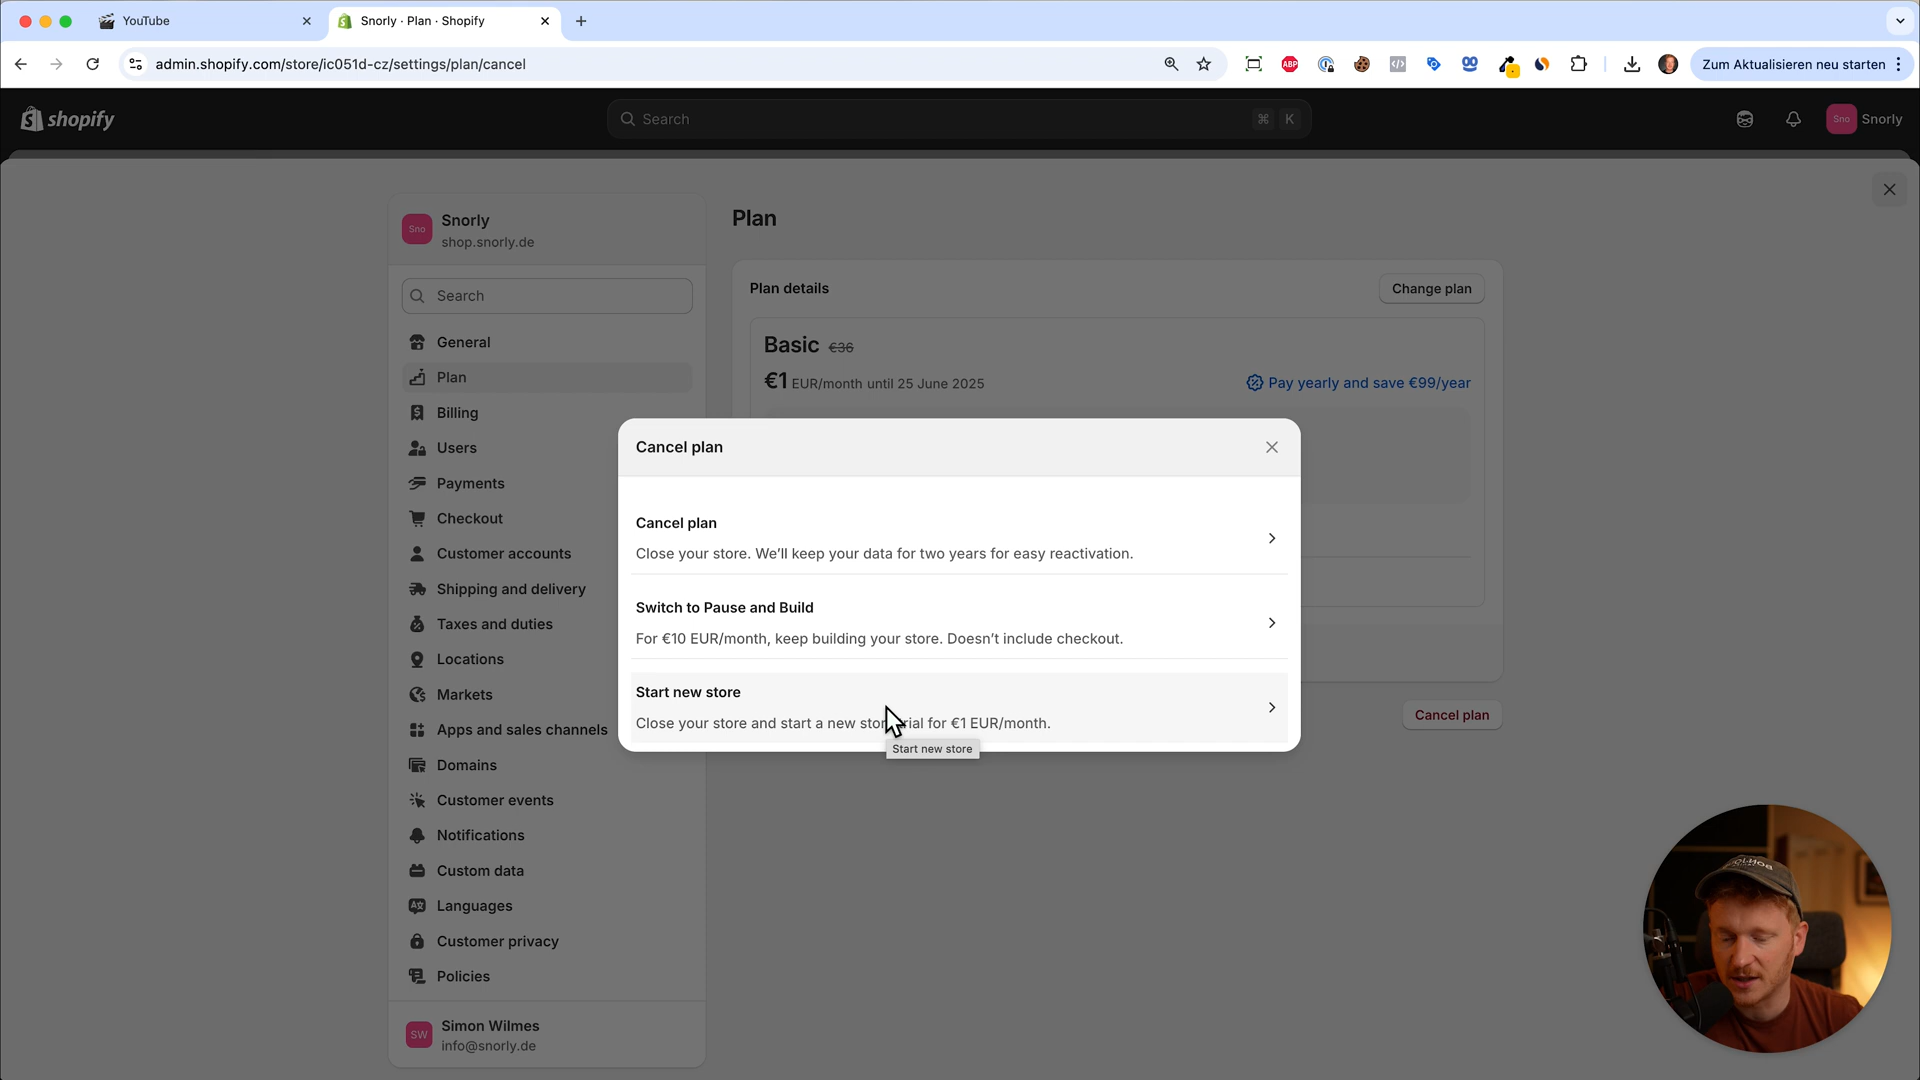 YouTube
Snorly · Plan · Shopify
admin.shopify.com/store/ic051d-cz/settings/plan/cancel
ABP
Zum Aktualisieren neu starten
shopify
Search
⌘ K
Sno
Snorly
Sno
Snorly
shop.snorly.de
Search
General
Plan
Billing
Users
Payments
Checkout
Customer accounts
Shipping and delivery
Taxes and duties
Locations
Markets
Apps and sales channels
Domains
Customer events
Notifications
Custom data
Languages
Customer privacy
Policies
SW
Simon Wilmes
info@snorly.de
Plan
Plan details
Change plan
Basic €36
€1 EUR/month until 25 June 2025
Pay yearly and save €99/year
Cancel plan
Cancel plan
Close your store. We’ll keep your data for two years for easy reactivation.
Switch to Pause and Build
For €10 EUR/month, keep building your store. Doesn’t include checkout.
Start new store
Close your store and start a new store trial for €1 EUR/month.
Start new store
Cancel plan